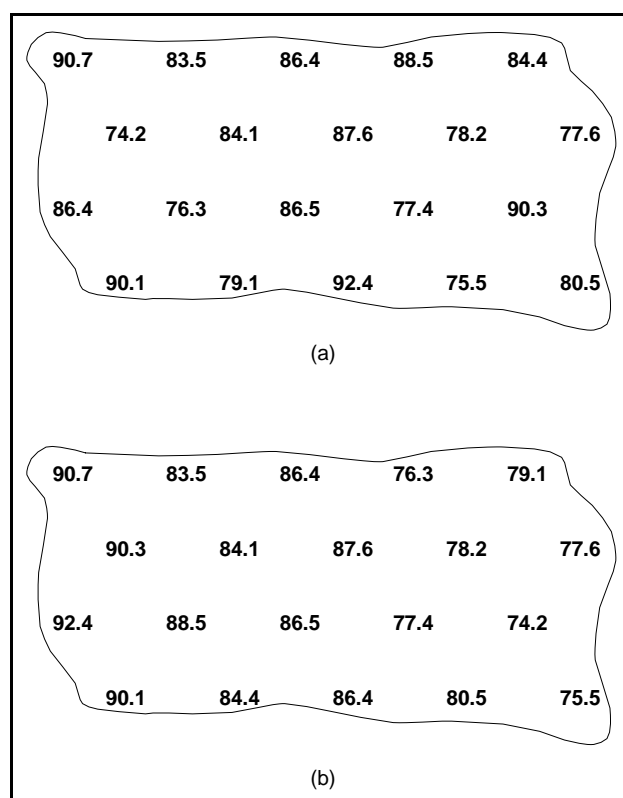 90.7 83.5 86.4 88.5 84.4
74.2 84.1 87.6 78.2 77.6
86.4 76.3 86.5 77.4 90.3
90.1 79.1 92.4 75.5 80.5
(a)
90.7 83.5 86.4 76.3 79.1
90.3 84.1 87.6 78.2 77.6
92.4 88.5 86.5 77.4 74.2
90.1 84.4 86.4 80.5 75.5
(b)